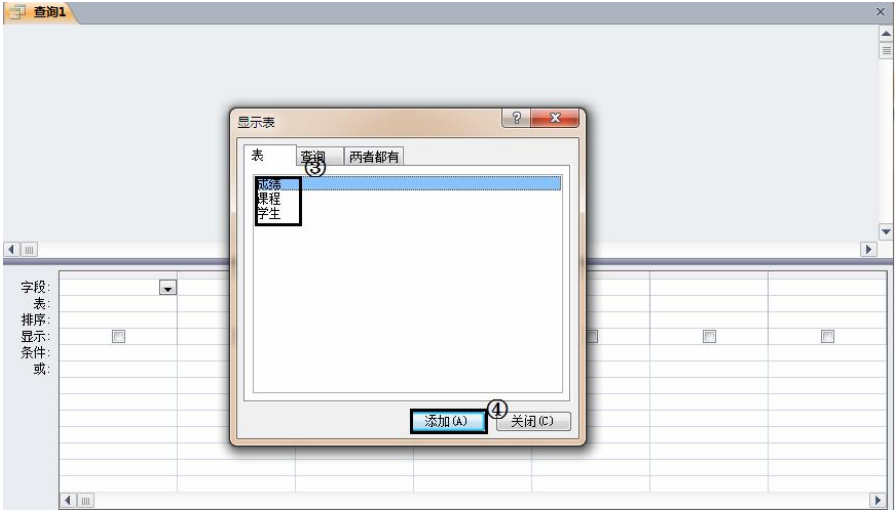 查询1
显示表
表 查询 两者都有
③
成绩
课程
学生
字段:
表:
排序:
显示:
条件:
或:
④
添加(A) 关闭(C)